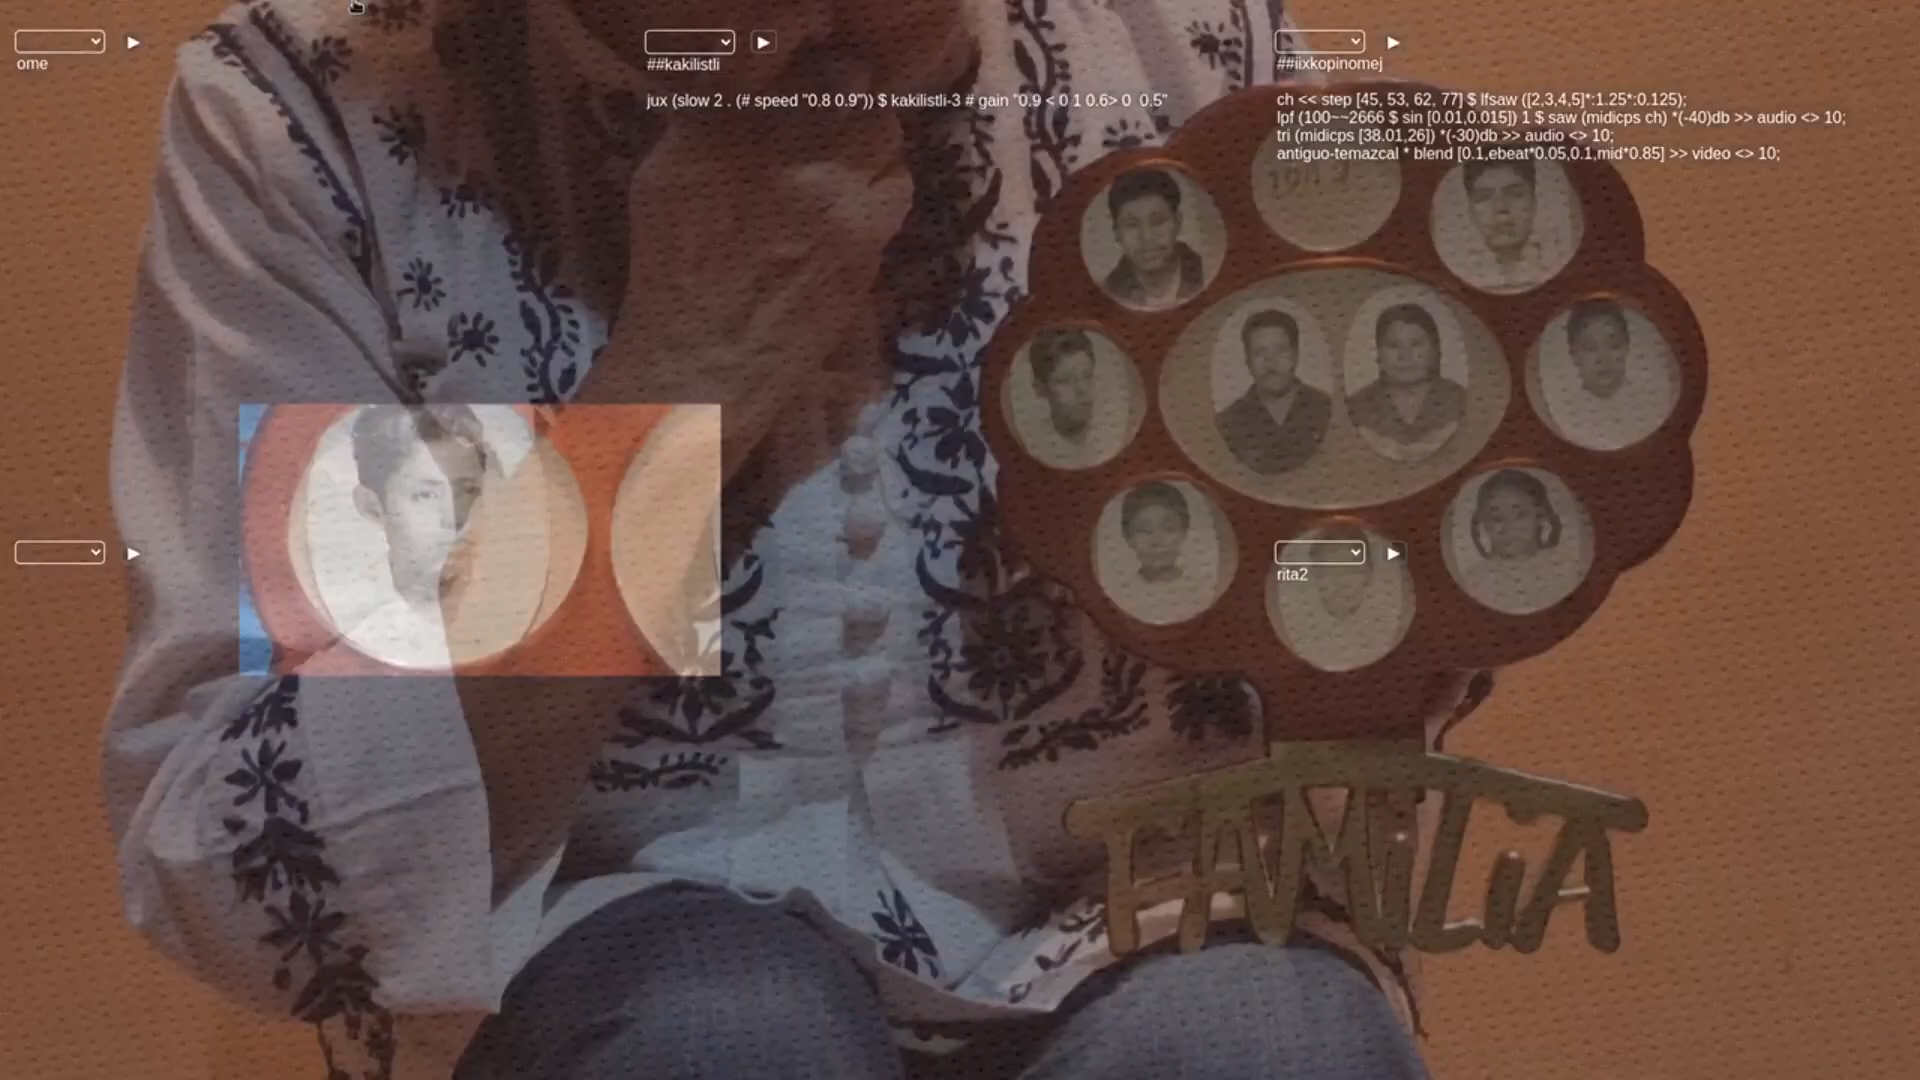 ome
##kakilistli
jux (slow 2 . (# speed "0.8 0.9")) $ kakilistli-3 # gain "0.9 < 0 1 0.6> 0  0.5"
##iixkopinomej
ch << step [45, 53, 62, 77] $ lfsaw ([2,3,4,5]*:1.25*:0.125);
lpf (100~~2666 $ sin [0.01,0.015]) 1 $ saw (midicps ch) *(-40)db >> audio <> 10;
tri (midicps [38.01,26]) *(-30)db >> audio <> 10;
antiguo-temazcal * blend [0.1,ebeat*0.05,0.1,mid*0.85] >> video <> 10;
rita2
FAMiLiA